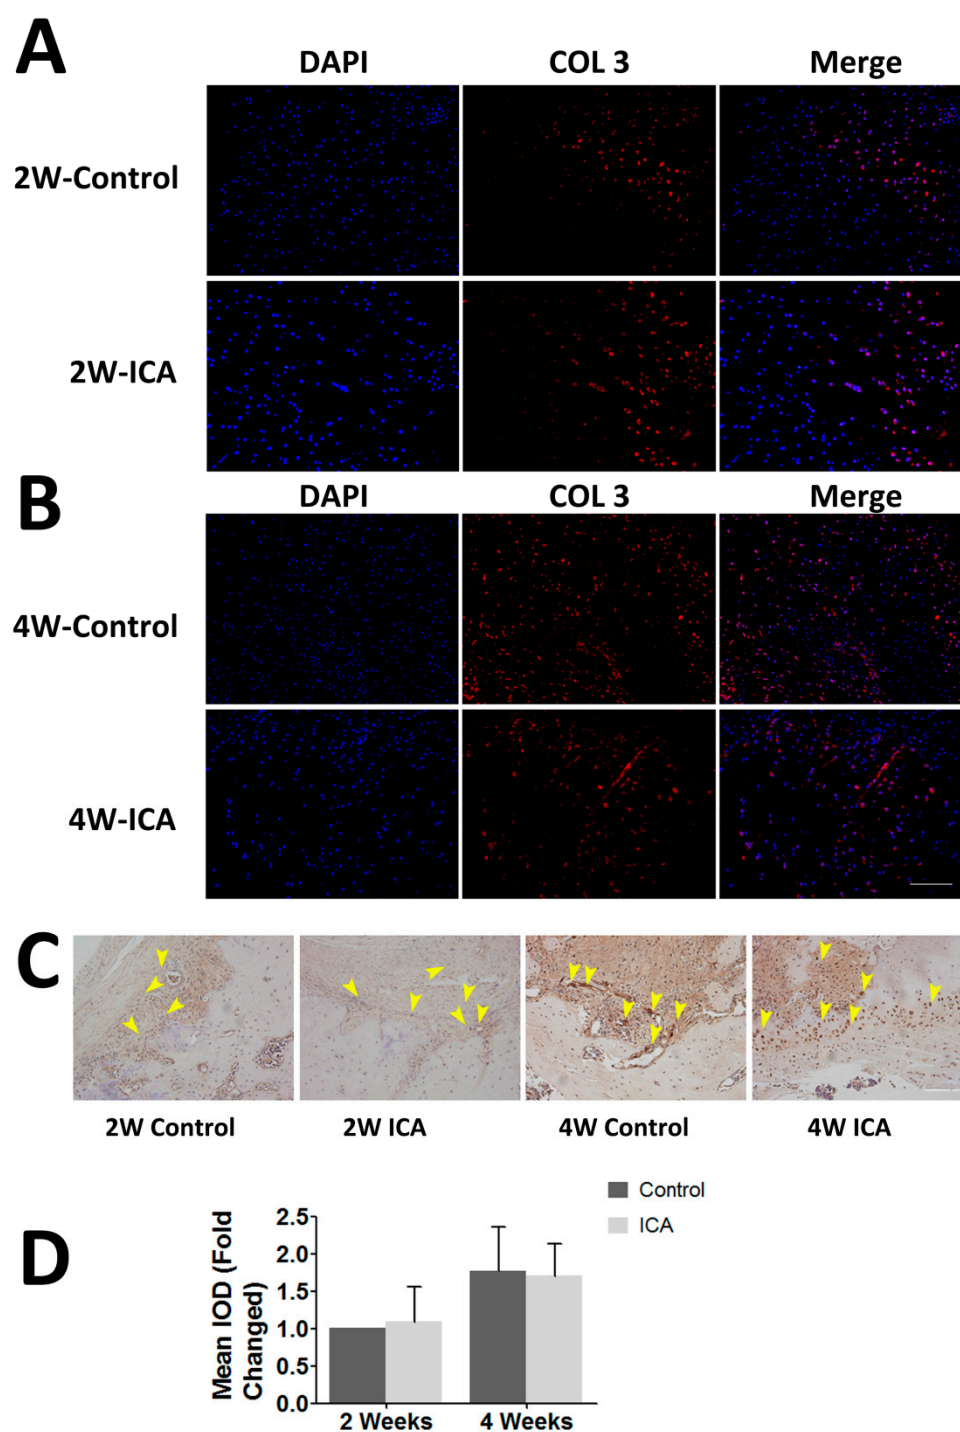 A
DAPI COL 3 Merge
2W-Control
2W-ICA
B
DAPI COL 3 Merge
4W-Control
4W-ICA
C
2W Control 2W ICA 4W Control 4W ICA
D
Control
ICA
Mean IOD (Fold
Changed)
2.5
2.0
1.5
1.0
0.5
0.0
2 Weeks 4 Weeks